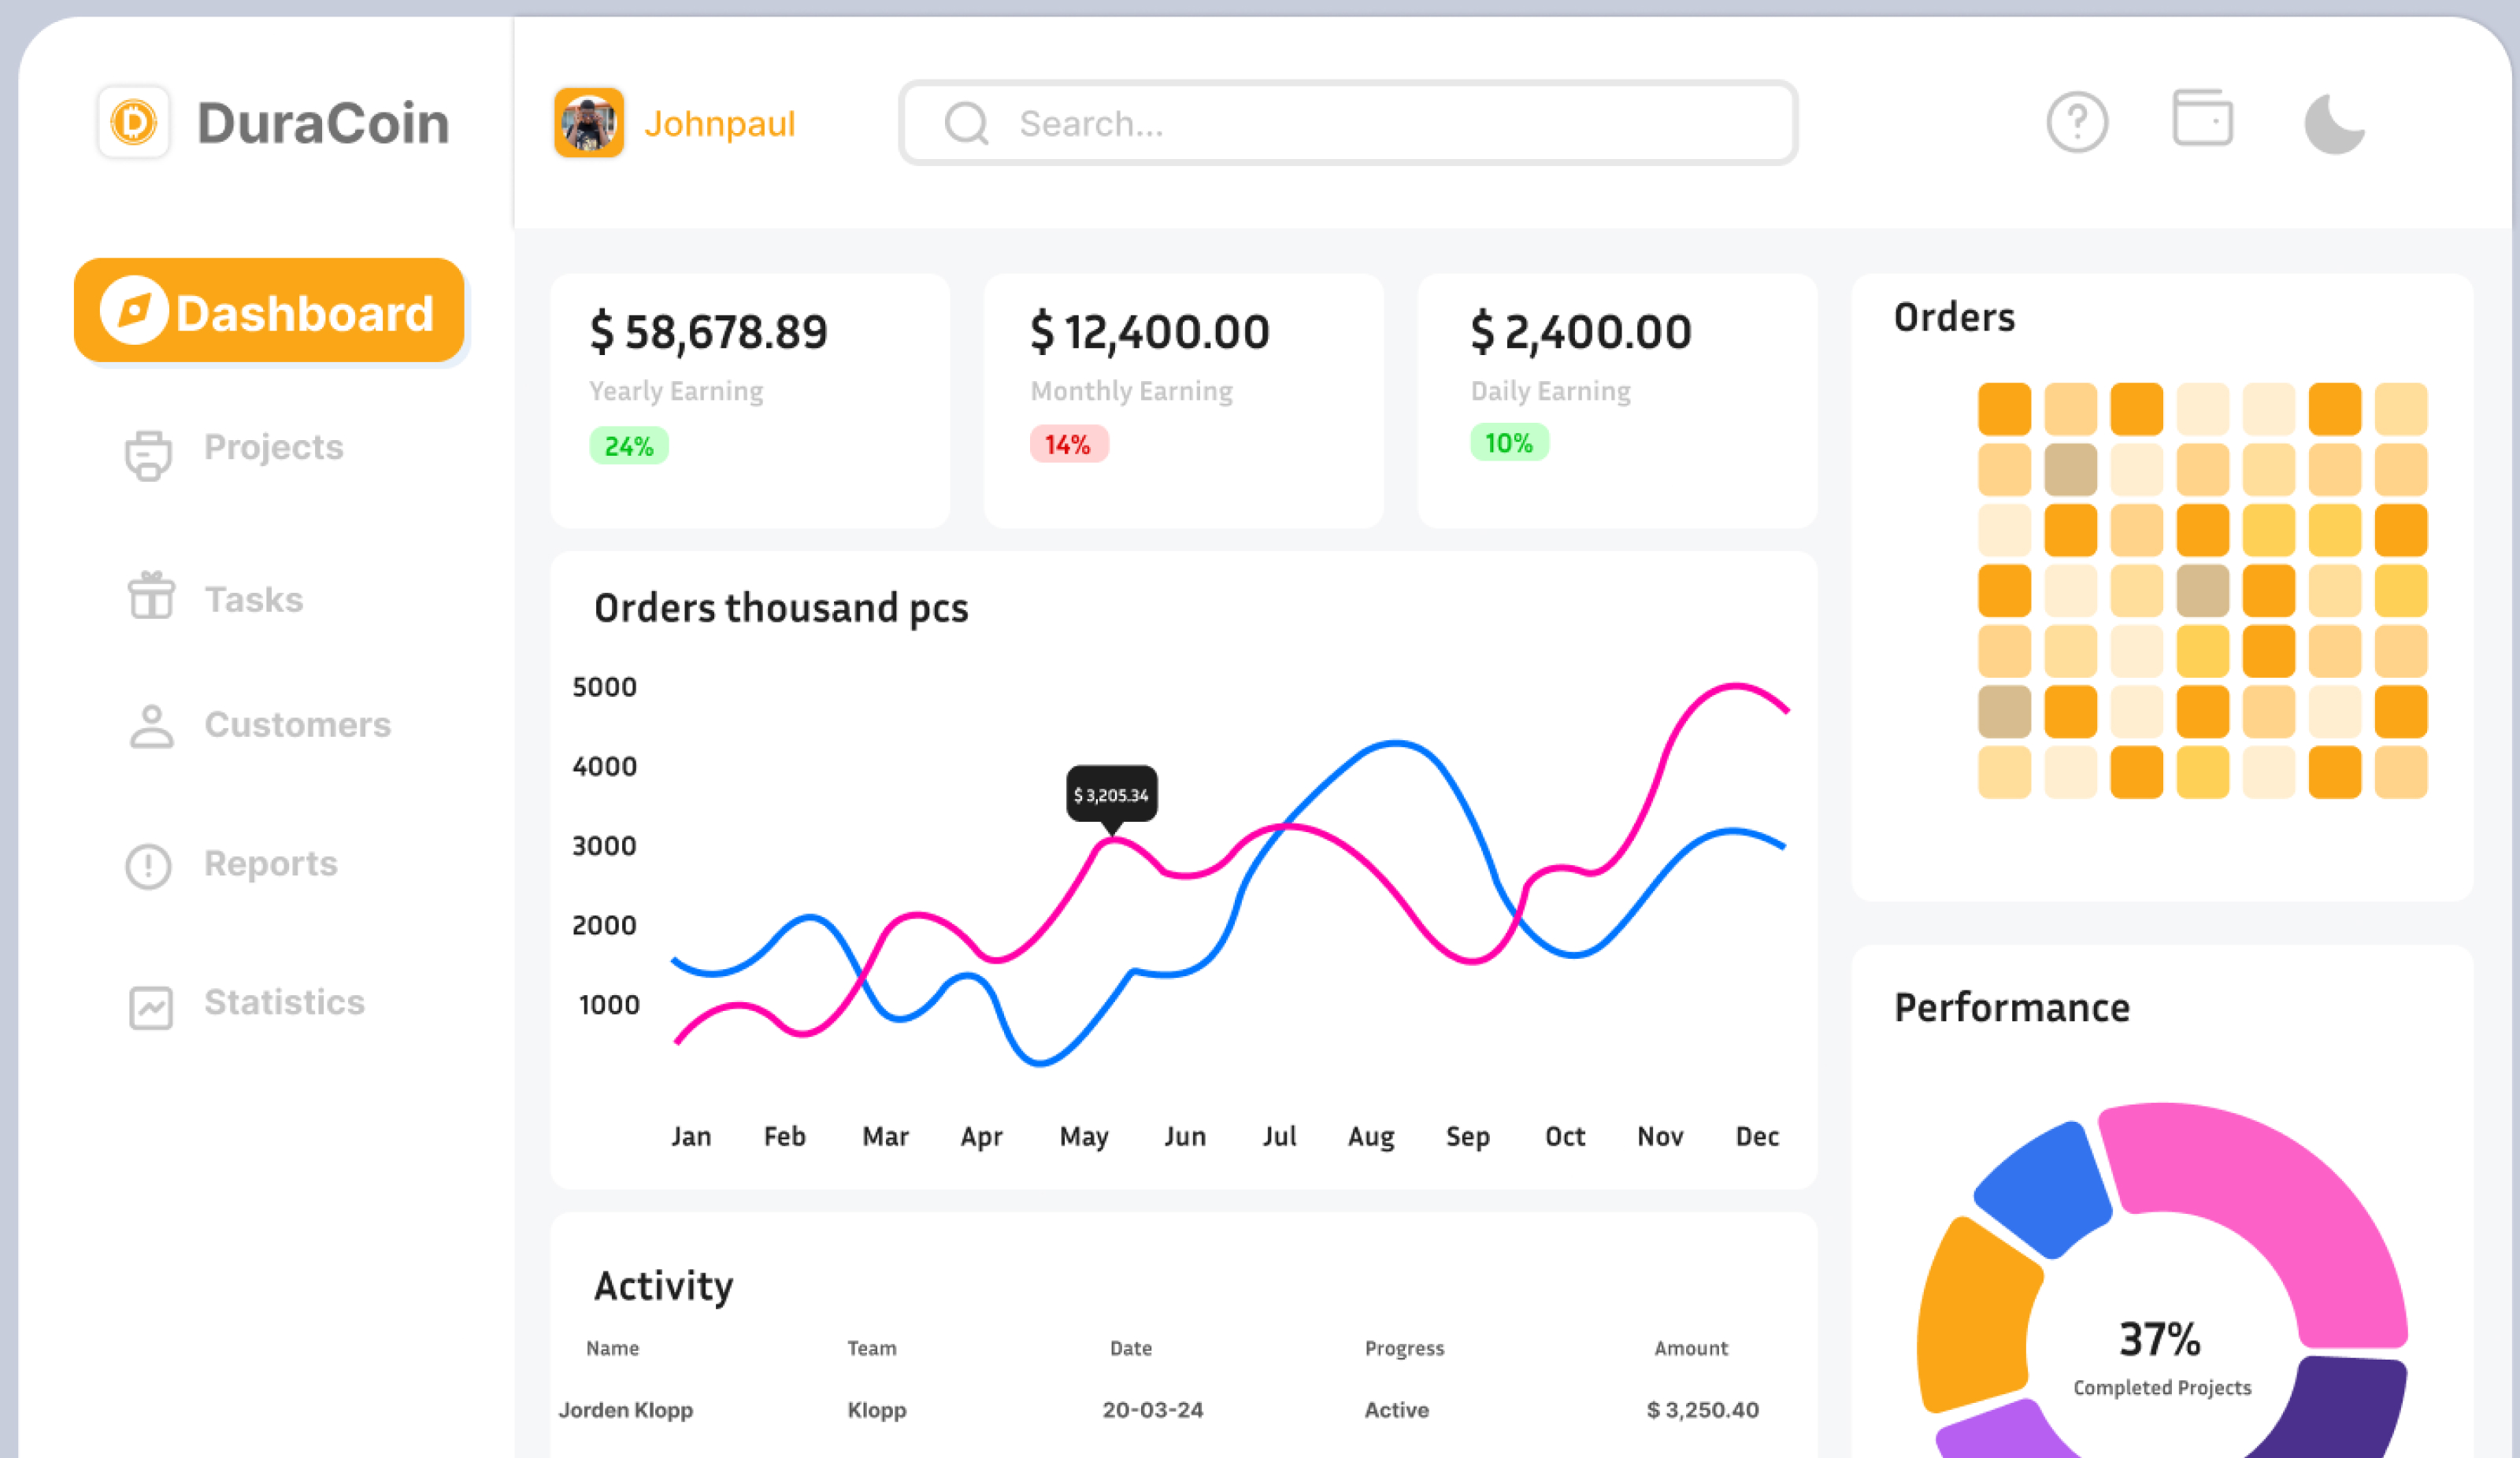 DuraCoin
Johnpaul
Search...
Dashboard
Projects
Tasks
Customers
Reports
Statistics
$ 58,678.89
Yearly Earning
24%
$ 12,400.00
Monthly Earning
14%
$ 2,400.00
Daily Earning
10%
Orders
Orders thousand pcs
5000
4000
3000
2000
1000
$ 3,205.34
Jan Feb Mar Apr May Jun Jul Aug Sep Oct Nov Dec
Performance
37%
Completed Projects
Activity
Name Team Date Progress Amount
Jorden Klopp Klopp 20-03-24 Active $ 3,250.40